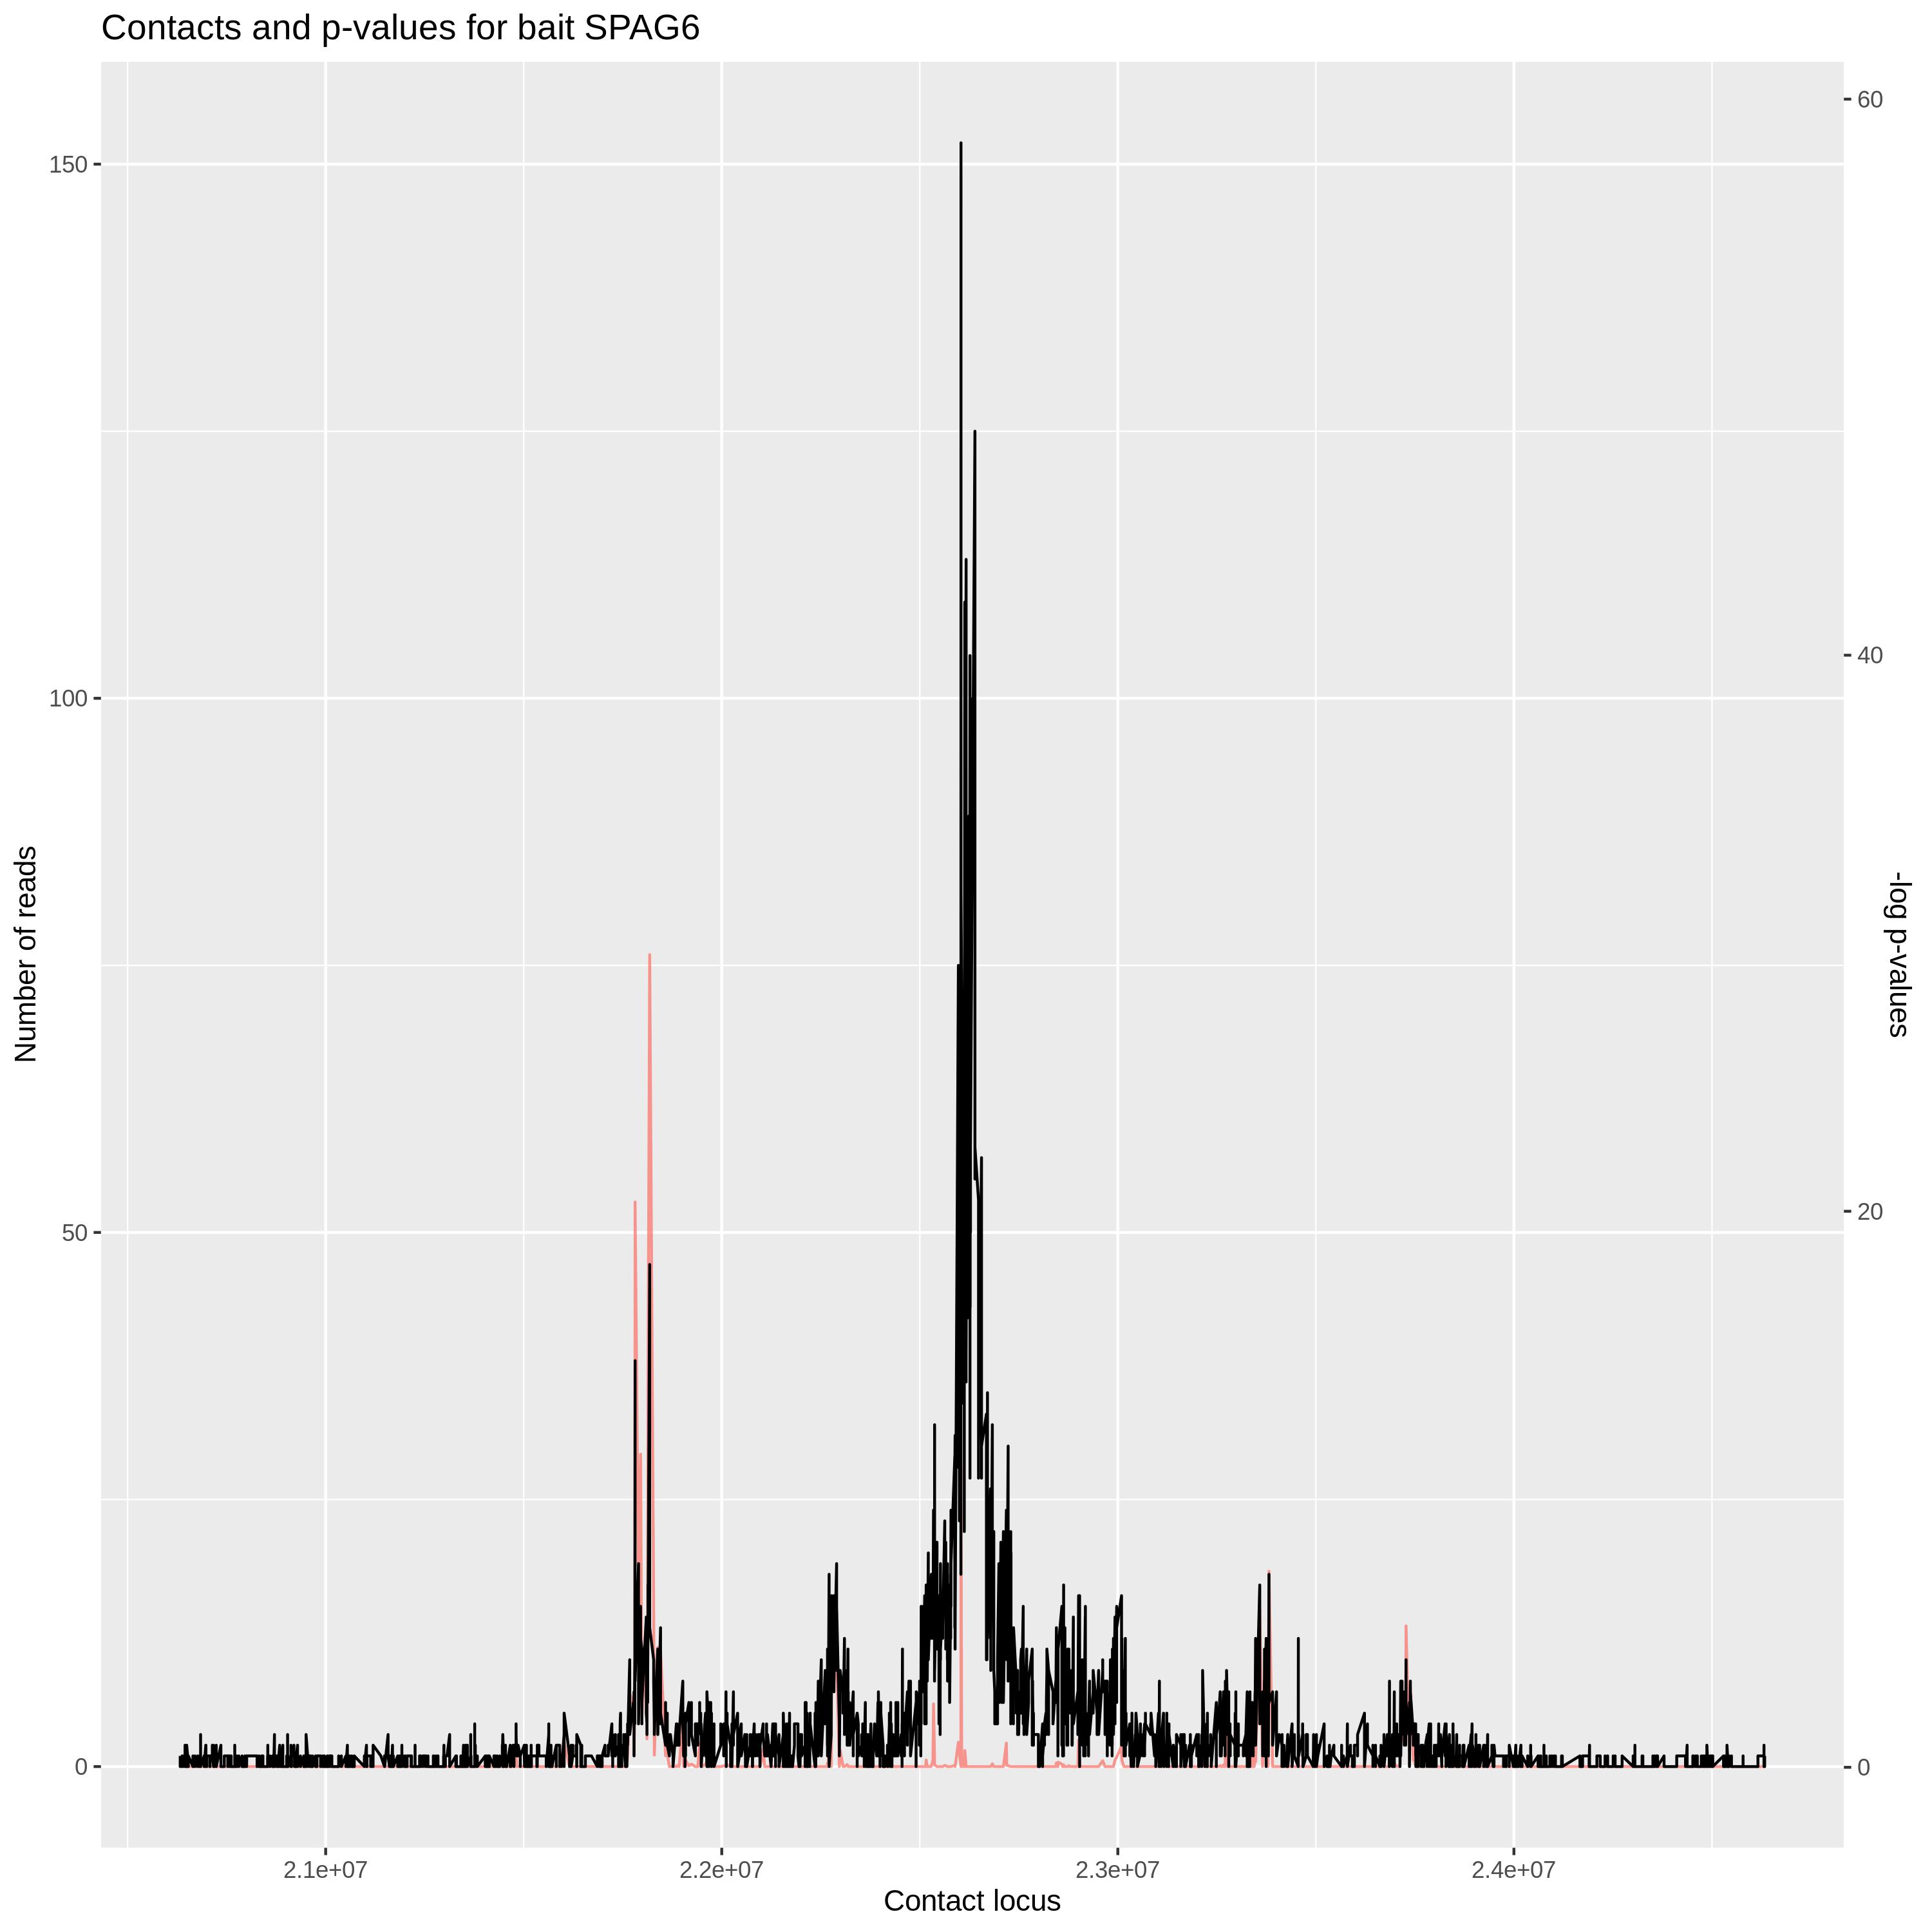 Contacts and p-values for bait SPAG6
150
100
50
0
60
40
20
0
Number of reads
-log p-values
2.1e+07 2.2e+07 2.3e+07 2.4e+07
Contact locus